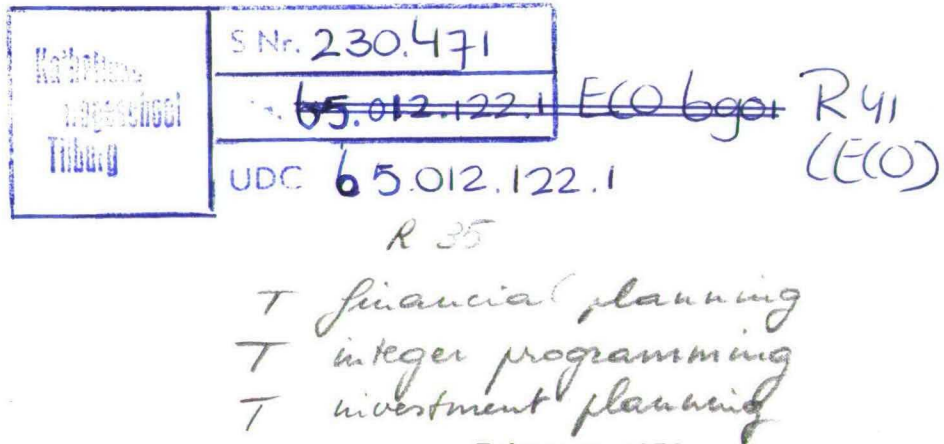 Katholieke
Hogeschool
Tilburg
S Nr. 230.471
65.012.122.1 ECO 6901 R41
(ECO)
UDC 65.012.122.1
R 35
T financial planning
T integer programming
T investment planning